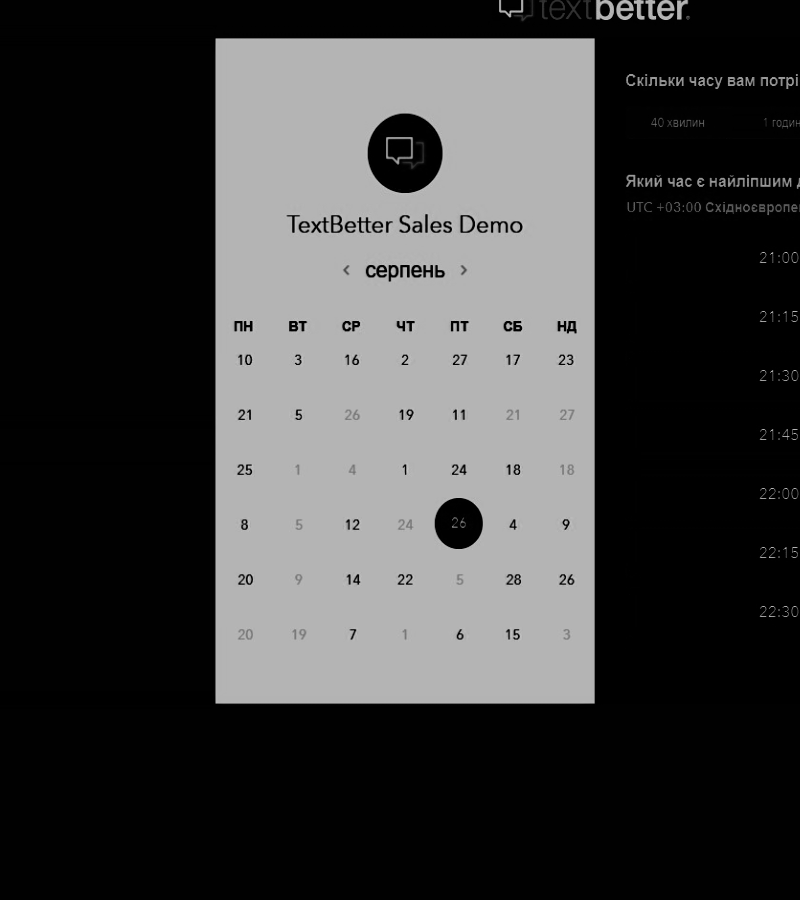 textbetter.
TextBetter Sales Demo
< серпень >
ПН ВТ СР ЧТ ПТ СБ НД
10 3 16 2 27 17 23
21 5 26 19 11 21 27
25 1 4 1 24 18 18
8 5 12 24 26 4 9
20 9 14 22 5 28 26
20 19 7 1 6 15 3
Скільки часу вам потрі
40 хвилин 1 годин
Який час є найліпшим д
UTC +03:00 Східноєвропе
21:00
21:15
21:30
21:45
22:00
22:15
22:30